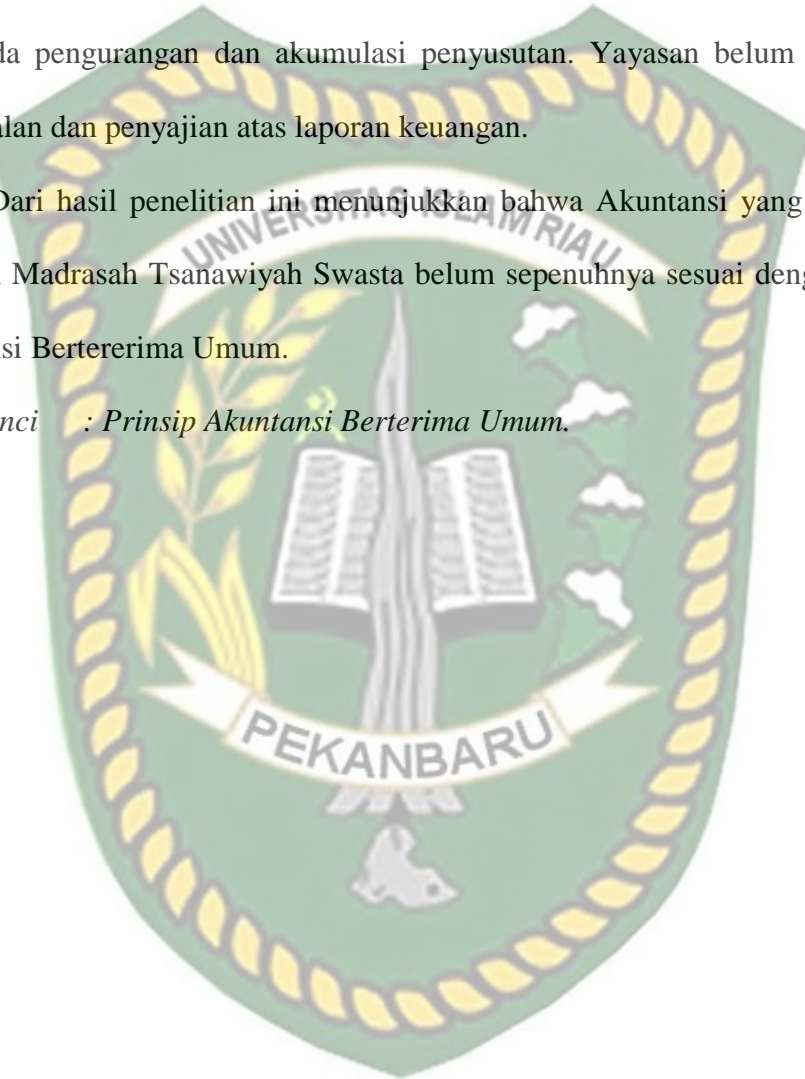 da pengurangan dan akumulasi penyusutan. Yayasan belum
alan dan penyajian atas laporan keuangan.
Dari hasil penelitian ini menunjukkan bahwa Akuntansi yang
Madrasah Tsanawiyah Swasta belum sepenuhnya sesuai deng
si Bertererima Umum.
nci : Prinsip Akuntansi Berterima Umum.
UNIVERSITAS ISLAM RIAU
PEKANBARU